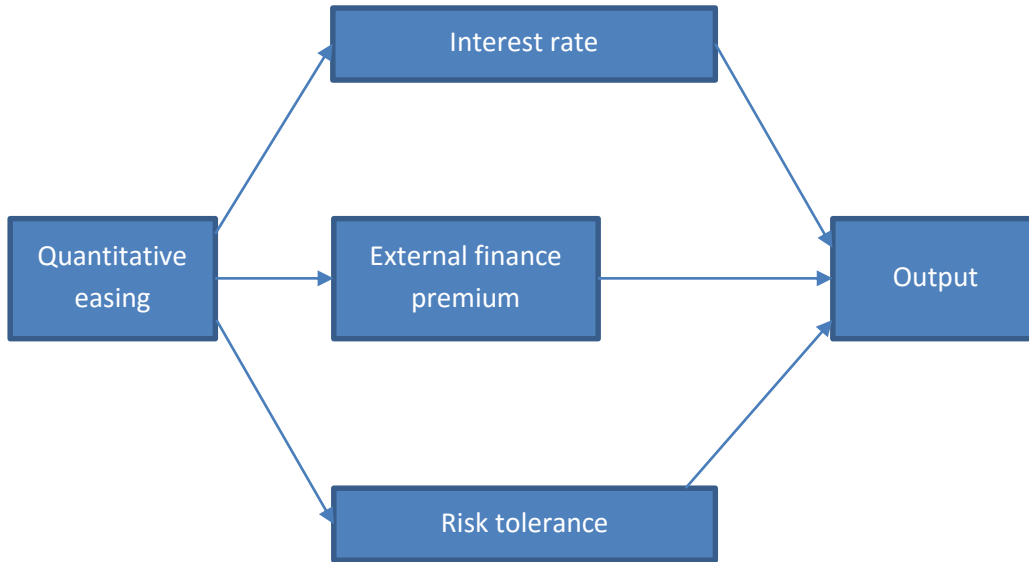 Interest rate
Quantitative
easing
External finance
premium
Output
Risk tolerance